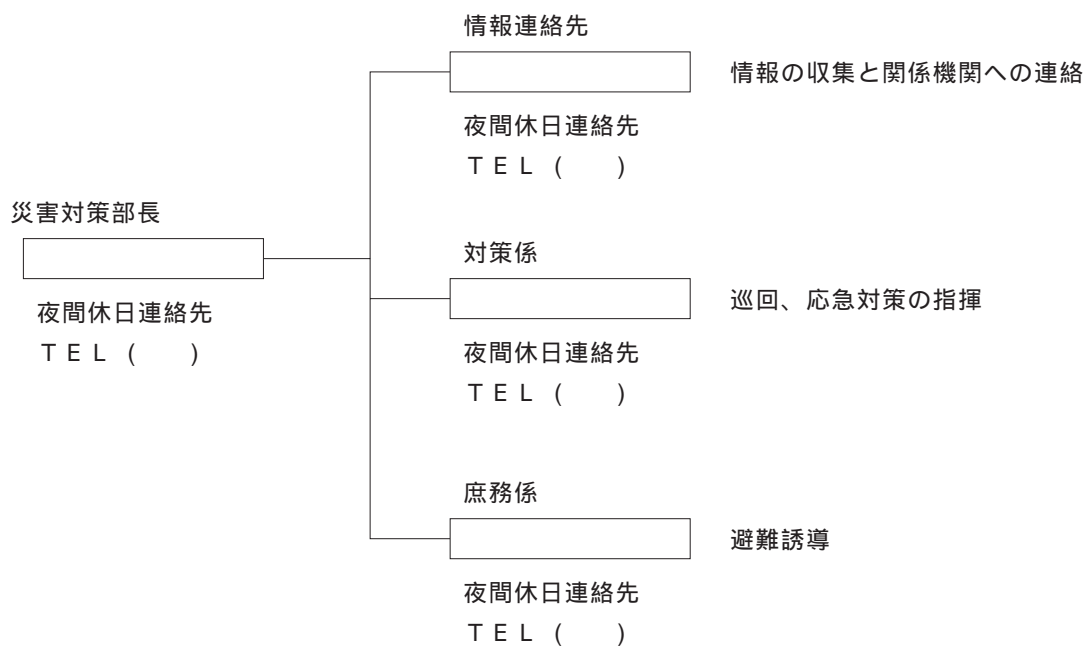 災害対策部長
夜間休日連絡先
ＴＥＬ（　　）
情報連絡先
情報の収集と関係機関への連絡
夜間休日連絡先
ＴＥＬ（　　）
対策係
巡回、応急対策の指揮
夜間休日連絡先
ＴＥＬ（　　）
庶務係
避難誘導
夜間休日連絡先
ＴＥＬ（　　）